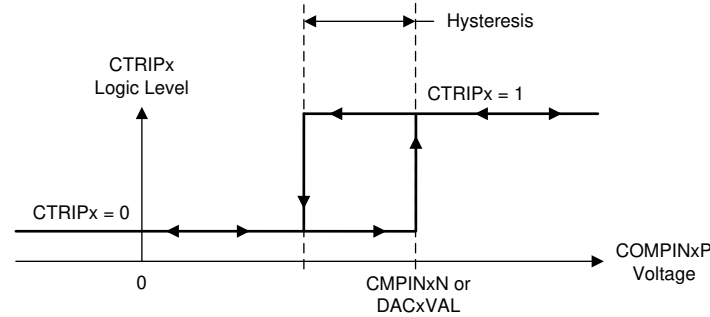 Hysteresis
CTRIPx
Logic Level
CTRIPx = 1
CTRIPx = 0
COMPINxP
Voltage
0
CMPINxN or
DACxVAL